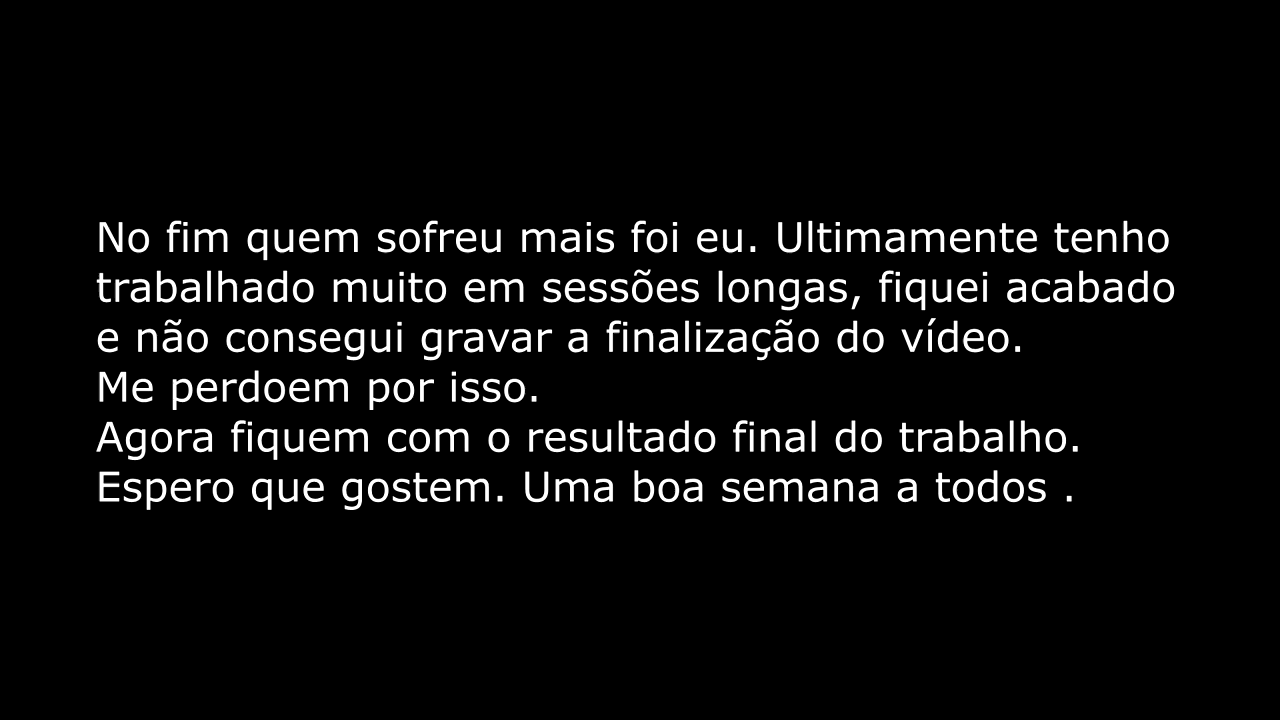 No fim quem sofreu mais foi eu. Ultimamente tenho
trabalhado muito em sessões longas, fiquei acabado
e não consegui gravar a finalização do vídeo.
Me perdoem por isso.
Agora fiquem com o resultado final do trabalho.
Espero que gostem. Uma boa semana a todos .